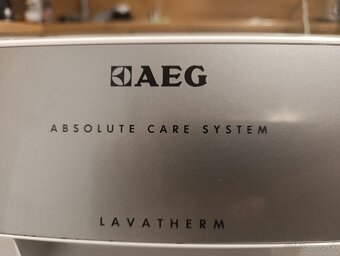 AEG
ABSOLUTE CARE SYSTEM
LAVATHERM